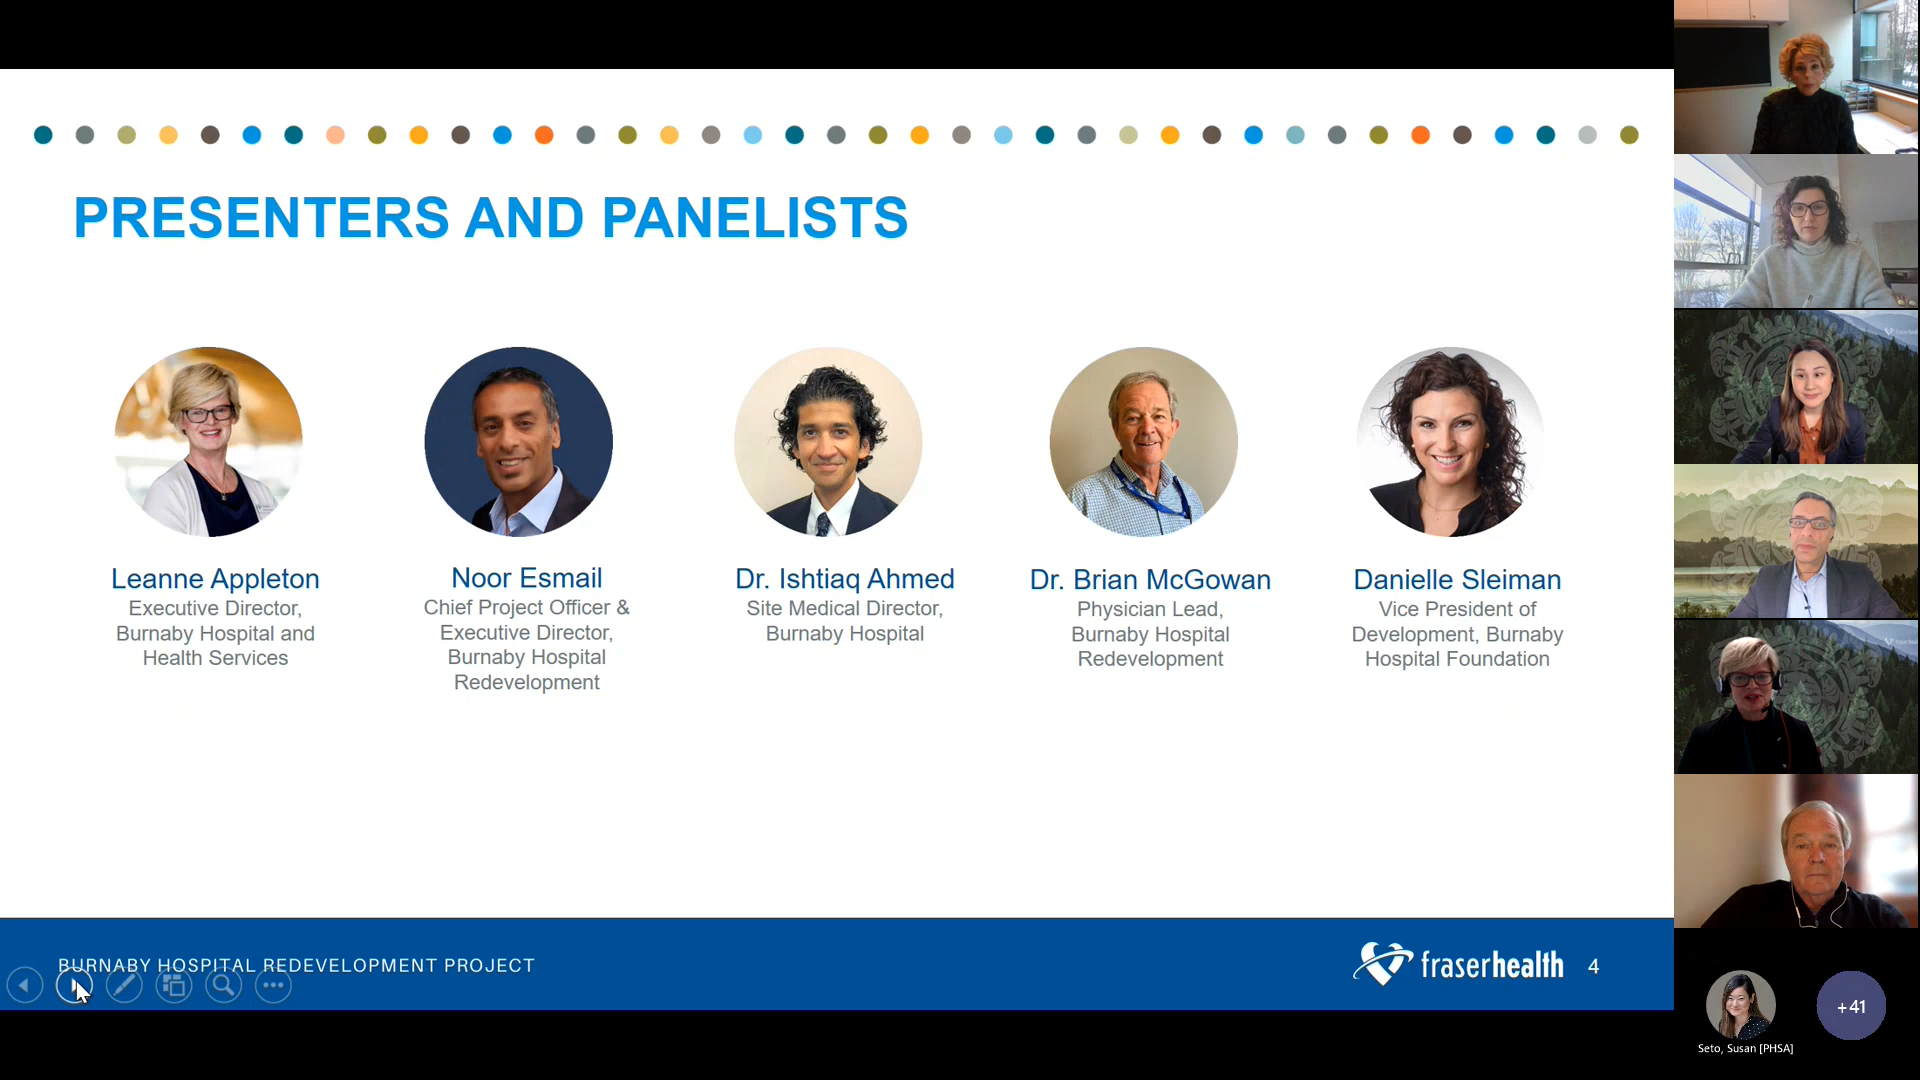 PRESENTERS AND PANELISTS
Leanne Appleton
Executive Director,
Burnaby Hospital and
Health Services
Noor Esmail
Chief Project Officer &
Executive Director,
Burnaby Hospital
Redevelopment
Dr. Ishtiaq Ahmed
Site Medical Director,
Burnaby Hospital
Dr. Brian McGowan
Physician Lead,
Burnaby Hospital
Redevelopment
Danielle Sleiman
Vice President of
Development, Burnaby
Hospital Foundation
BURNABY HOSPITAL REDEVELOPMENT PROJECT
fraserhealth
4
+41
Seto, Susan [PHSA]